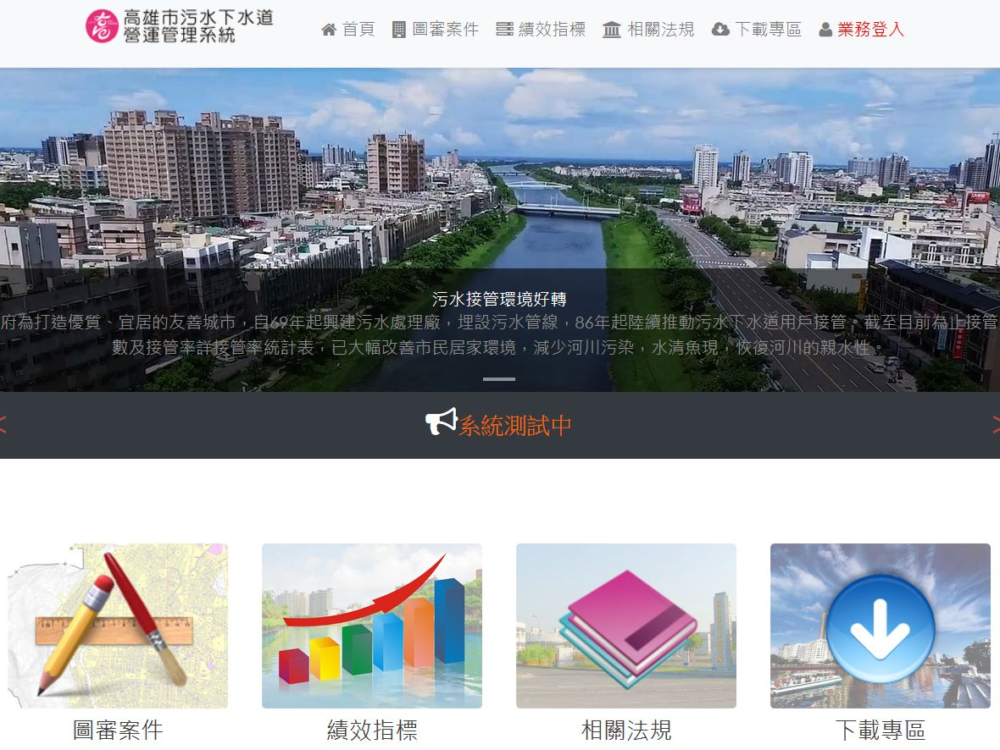 高雄市污水下水道
營運管理系統
首頁 圖審案件 績效指標 相關法規 下載專區 業務登入
污水接管環境好轉
府為打造優質、宜居的友善城市，自69年起興建污水處理廠，埋設污水管線，86年起陸續推動污水下水道用戶接管。截至目前為止接管
數及接管率詳接管率統計表，已大幅改善市民居家環境，減少河川污染，水清魚現，恢復河川的親水性。
系統測試中
圖審案件 績效指標 相關法規 下載專區